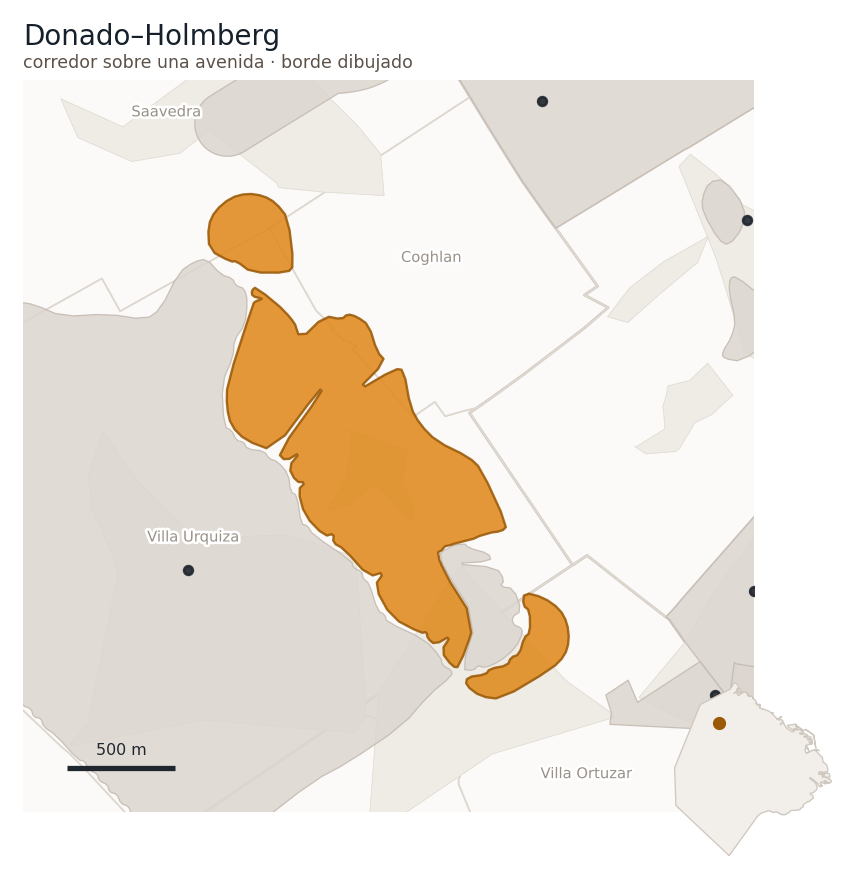 Donado–Holmberg
corredor sobre una avenida · borde dibujado
Saavedra
Coghlan
Villa Urquiza
500 m
Villa Ortuzar